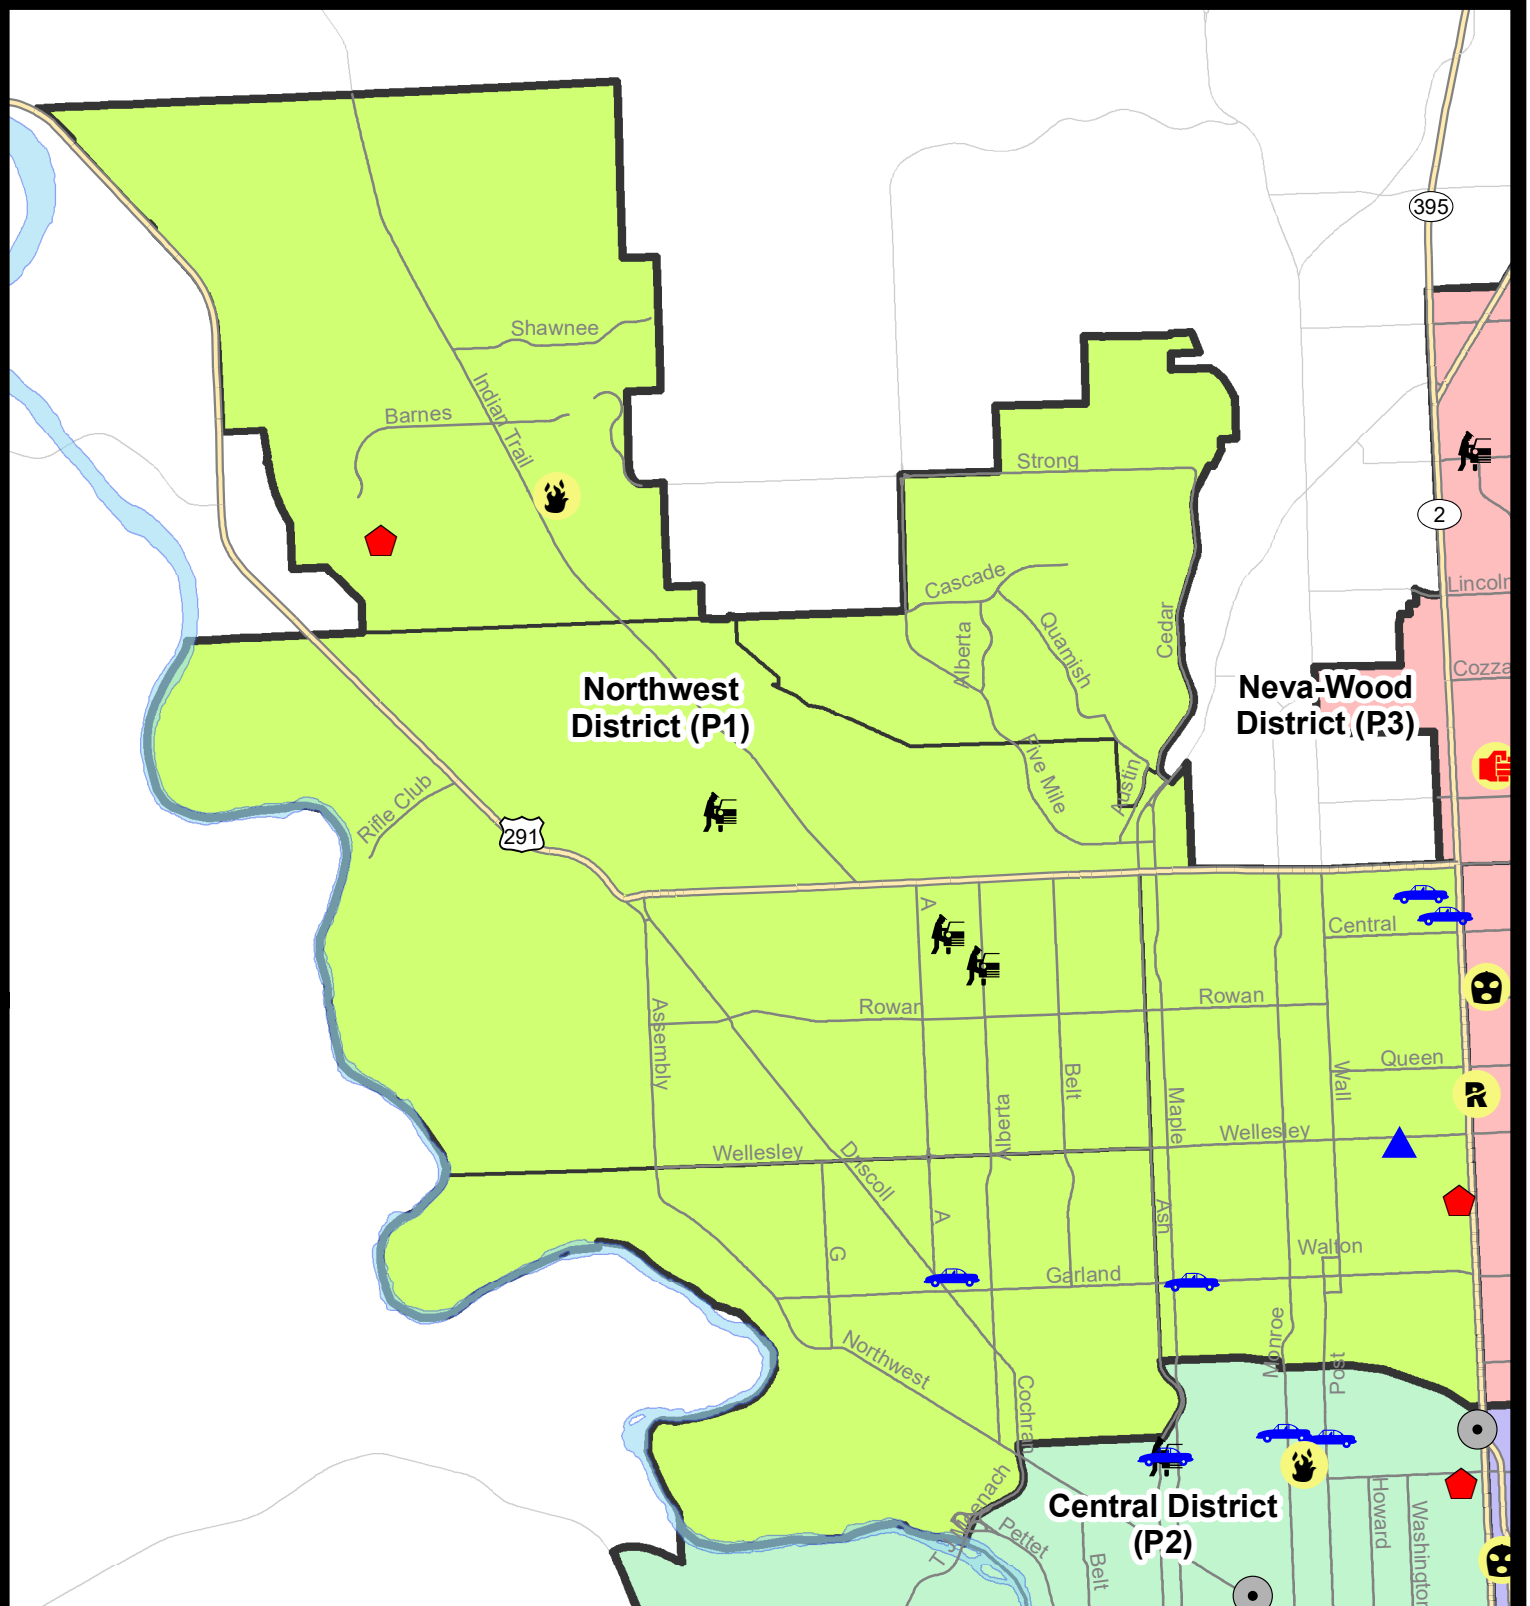 395
Shawnee
Indian Trail
Barnes
Strong
2
Cascade
Lincoln
Alberta
Quamish
Cedar
Cozza
Northwest
District (P1)
Neva-Wood
District (P3)
Five Mile
Austin
Rifle Club
291
A
Central
Assembly
Rowan
Rowan
Queen
Wall
Belt
Maple
Alberta
R
Wellesley
Wellesley
Driscoll
A
Ash
G
Walton
Garland
Northwest
Monroe
Post
Cochran
Central District
(P2)
Howard
Washington
Pettet
Belt